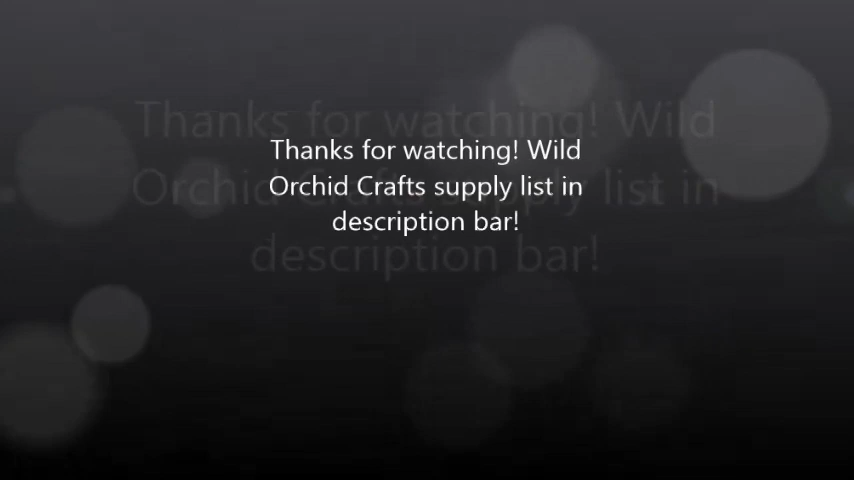 Thanks for watching! Wild
Orchid Crafts supply list in
description bar!